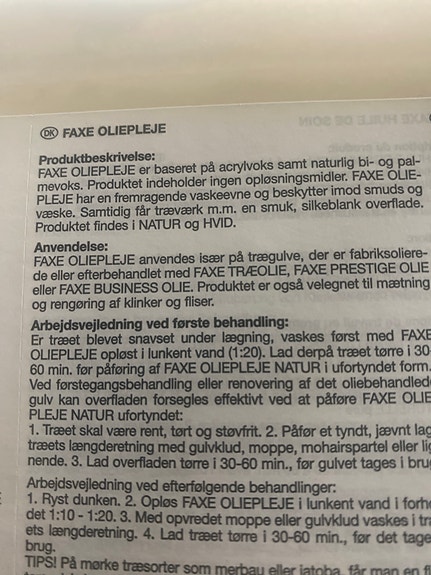 DK FAXE OLIEPLEJE
Produktbeskrivelse:
FAXE OLIEPLEJE er baseret på acrylvoks samt naturlig bi- og pal-
mevoks. Produktet indeholder ingen opløsningsmidler. FAXE OLIE-
PLEJE har en fremragende vaskeevne og beskytter imod smuds og
væske. Samtidig får træværk m.m. en smuk, silkeblank overflade.
Produktet findes i NATUR og HVID.
Anvendelse:
FAXE OLIEPLEJE anvendes især på trægulve, der er fabriksoliere-
de eller efterbehandlet med FAXE TRÆOLIE, FAXE PRESTIGE OLIE
eller FAXE BUSINESS OLIE. Produktet er også velegnet til mætning
og rengøring af klinker og fliser.
Arbejdsvejledning ved første behandling:
Er træet blevet snavset under lægning, vaskes først med FAXE
OLIEPLEJE opløst i lunkent vand (1:20). Lad derpå træet tørre i 30-
60 min. før påføring af FAXE OLIEPLEJE NATUR i ufortyndet form.
Ved førstegangsbehandling eller renovering af det oliebehandlede
gulv kan overfladen forsegles effektivt ved at påføre FAXE OLIE
PLEJE NATUR ufortyndet:
1. Træet skal være rent, tørt og støvfrit. 2. Påfør et tyndt, jævnt lag
træets længderetning med gulvklud, moppe, mohairspartel eller lig
nende. 3. Lad overfladen tørre i 30-60 min., før gulvet tages i brug
Arbejdsvejledning ved efterfølgende behandlinger:
1. Ryst dunken. 2. Opløs FAXE OLIEPLEJE i lunkent vand i forho
det 1:10 - 1:20. 3. Med opvredet moppe eller gulvklud vaskes i tra
ets længderetning. 4. Lad træet tørre i 30-60 min., før det tage
brug.
TIPS! På mørke træsorter som merbau eller jatoba, får man en fl